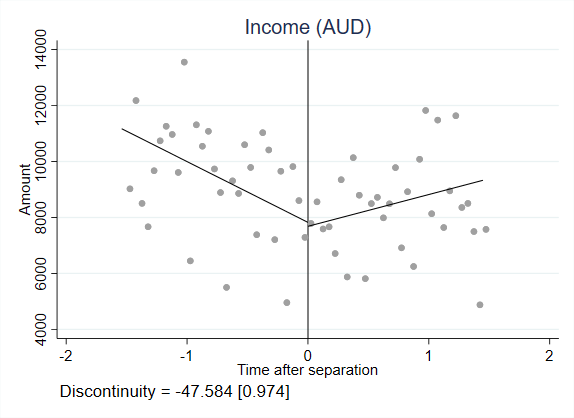 Income (AUD)
14000
12000
10000
8000
6000
4000
Amount
-2
-1
0
1
2
Time after separation
Discontinuity = -47.584 [0.974]